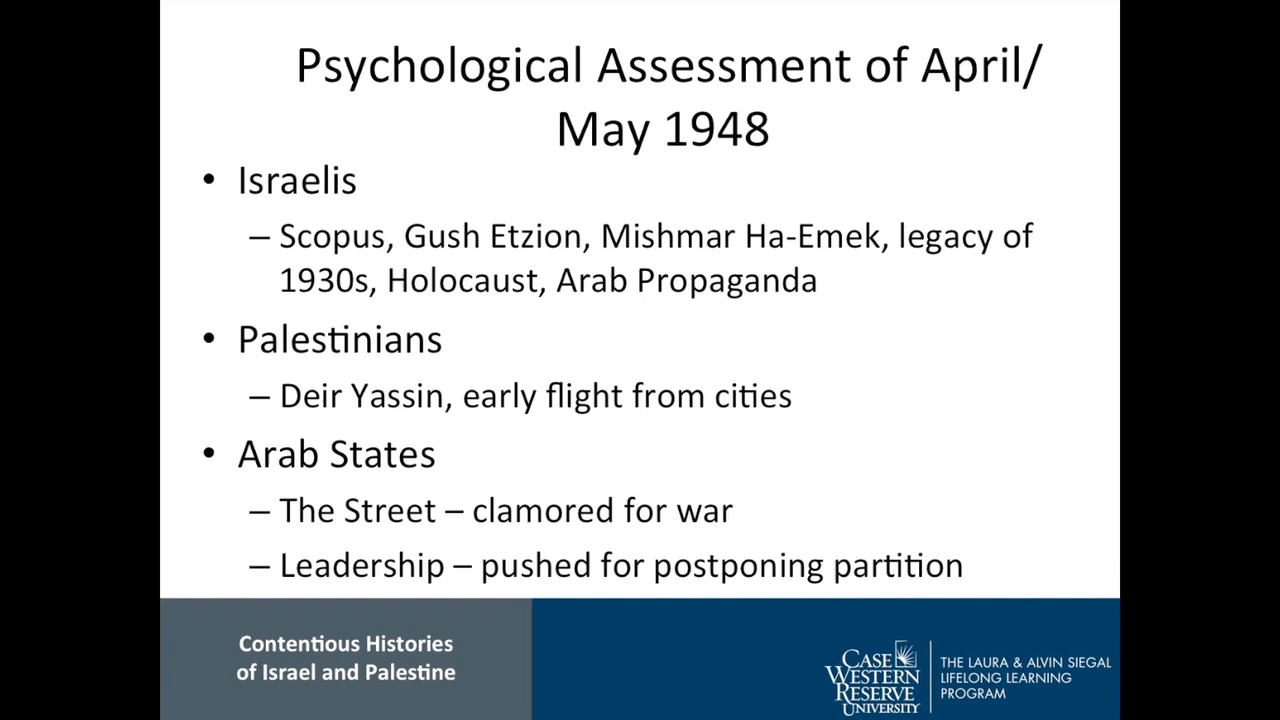 Psychological Assessment of April/
May 1948
• Israelis
– Scopus, Gush Etzion, Mishmar Ha-Emek, legacy of
1930s, Holocaust, Arab Propaganda
• Palestinians
– Deir Yassin, early flight from cities
• Arab States
– The Street – clamored for war
– Leadership – pushed for postponing partition
Contentious Histories
of Israel and Palestine
CASE
WESTERN
RESERVE
UNIVERSITY
THE LAURA & ALVIN SIEGAL
LIFELONG LEARNING
PROGRAM